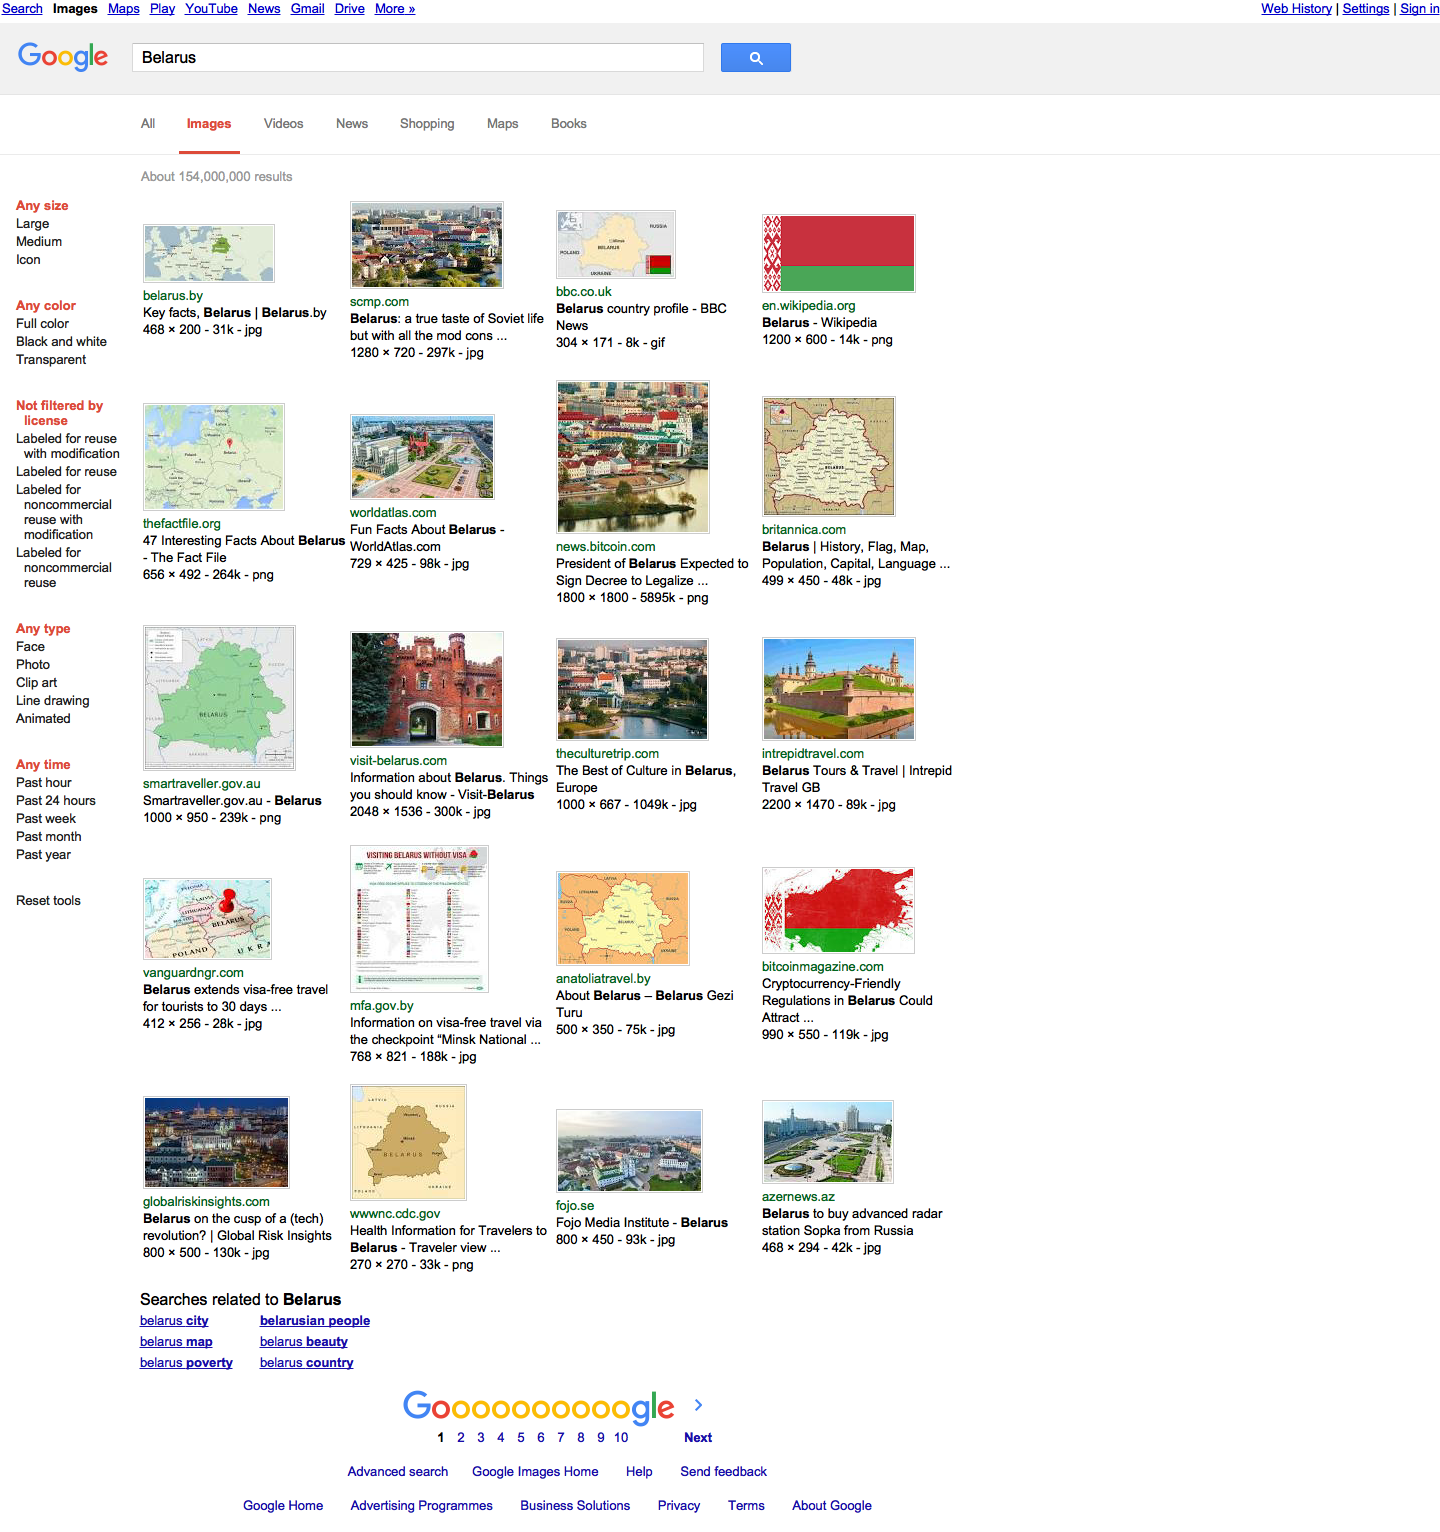 Search Images Maps Play YouTube News Gmail Drive More »
Web History | Settings | Sign in
Google
Belarus
All Images Videos News Shopping Maps Books
About 154,000,000 results
Any size
Large
Medium
Icon
Any color
Full color
Black and white
Transparent
Not filtered by
license
Labeled for reuse
with modification
Labeled for reuse
Labeled for
noncommercial
reuse with
modification
Labeled for
noncommercial
reuse
Any type
Face
Photo
Clip art
Line drawing
Animated
Any time
Past hour
Past 24 hours
Past week
Past month
Past year
Reset tools
belarus.by
Key facts, Belarus | Belarus.by
468 × 200 - 31k - jpg
scmp.com
Belarus: a true taste of Soviet life
but with all the mod cons ...
1280 × 720 - 297k - jpg
RUSSIA
Minsk
BELARUS
POLAND
UKRAINE
bbc.co.uk
Belarus country profile - BBC
News
304 × 171 - 8k - gif
en.wikipedia.org
Belarus - Wikipedia
1200 × 600 - 14k - png
thefactfile.org
47 Interesting Facts About Belarus
- The Fact File
656 × 492 - 264k - png
worldatlas.com
Fun Facts About Belarus -
WorldAtlas.com
729 × 425 - 98k - jpg
news.bitcoin.com
President of Belarus Expected to
Sign Decree to Legalize ...
1800 × 1800 - 5895k - png
BELARUS
britannica.com
Belarus | History, Flag, Map,
Population, Capital, Language ...
499 × 450 - 48k - jpg
BELARUS
smartraveller.gov.au
Smartraveller.gov.au - Belarus
1000 × 950 - 239k - png
visit-belarus.com
Information about Belarus. Things
you should know - Visit-Belarus
2048 × 1536 - 300k - jpg
theculturetrip.com
The Best of Culture in Belarus,
Europe
1000 × 667 - 1049k - jpg
intrepidtravel.com
Belarus Tours & Travel | Intrepid
Travel GB
2200 × 1470 - 89k - jpg
LATVIA
LITHUANIA
BELARUS
POLAND
UKRA
vanguardngr.com
Belarus extends visa-free travel
for tourists to 30 days ...
412 × 256 - 28k - jpg
VISITING BELARUS WITHOUT VISA
mfa.gov.by
Information on visa-free travel via
the checkpoint “Minsk National ...
768 × 821 - 188k - jpg
BELARUS
anatoliatravel.by
About Belarus – Belarus Gezi
Turu
500 × 350 - 75k - jpg
bitcoinmagazine.com
Cryptocurrency-Friendly
Regulations in Belarus Could
Attract ...
990 × 550 - 119k - jpg
globalriskinsights.com
Belarus on the cusp of a (tech)
revolution? | Global Risk Insights
800 × 500 - 130k - jpg
LATVIA
RUSSIA
LITHUANIA
Minsk
BELARUS
POLAND
UKRAINE
wwwnc.cdc.gov
Health Information for Travelers to
Belarus - Traveler view ...
270 × 270 - 33k - png
fojo.se
Fojo Media Institute - Belarus
800 × 450 - 93k - jpg
azernews.az
Belarus to buy advanced radar
station Sopka from Russia
468 × 294 - 42k - jpg
Searches related to Belarus
belarus city belarusian people
belarus map belarus beauty
belarus poverty belarus country
Goooooooooogle
1 2 3 4 5 6 7 8 9 10 Next
Advanced search Google Images Home Help Send feedback
Google Home Advertising Programmes Business Solutions Privacy Terms About Google